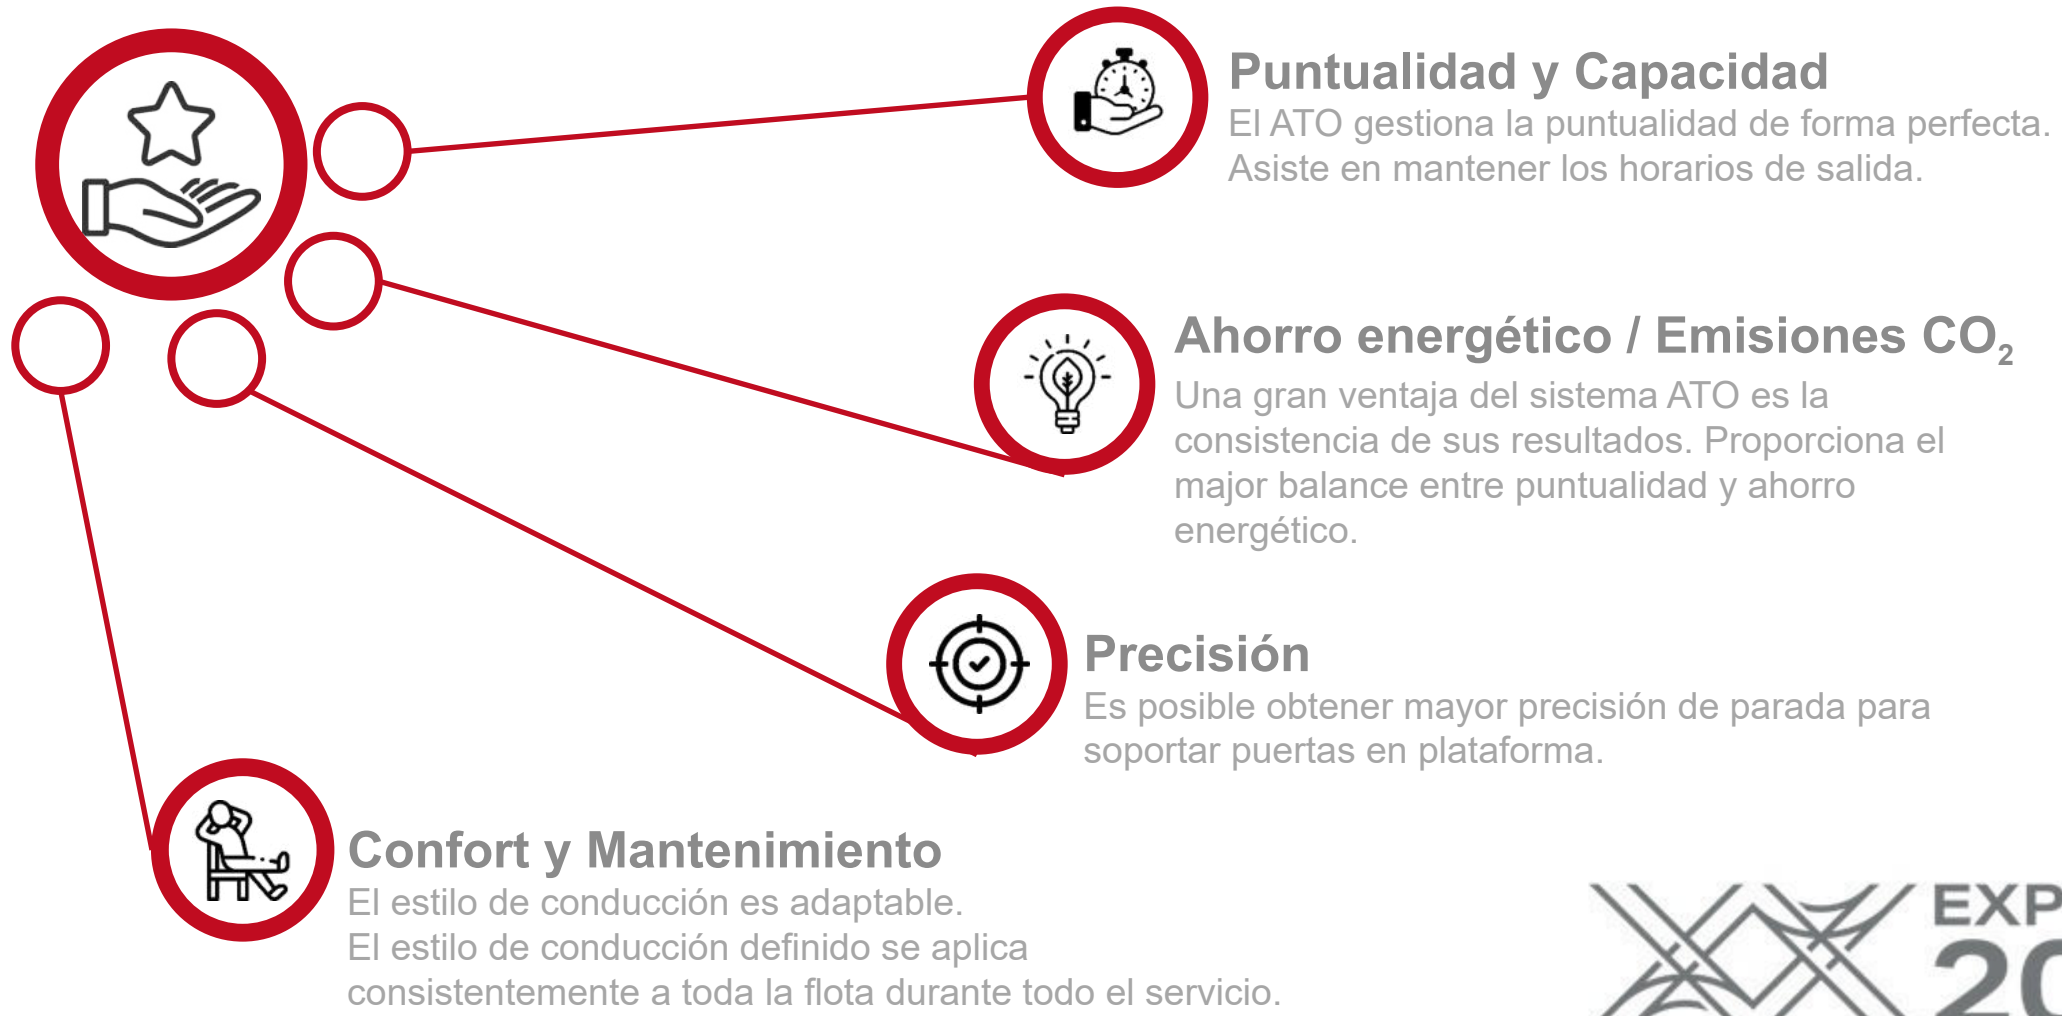 Puntualidad y Capacidad
El ATO gestiona la puntualidad de forma perfecta.
Asiste en mantener los horarios de salida.
Ahorro energético / Emisiones CO₂
Una gran ventaja del sistema ATO es la
consistencia de sus resultados. Proporciona el
major balance entre puntualidad y ahorro
energético.
Precisión
Es posible obtener mayor precisión de parada para
soportar puertas en plataforma.
Confort y Mantenimiento
El estilo de conducción es adaptable.
El estilo de conducción definido se aplica
consistentemente a toda la flota durante todo el servicio.
EXP
20